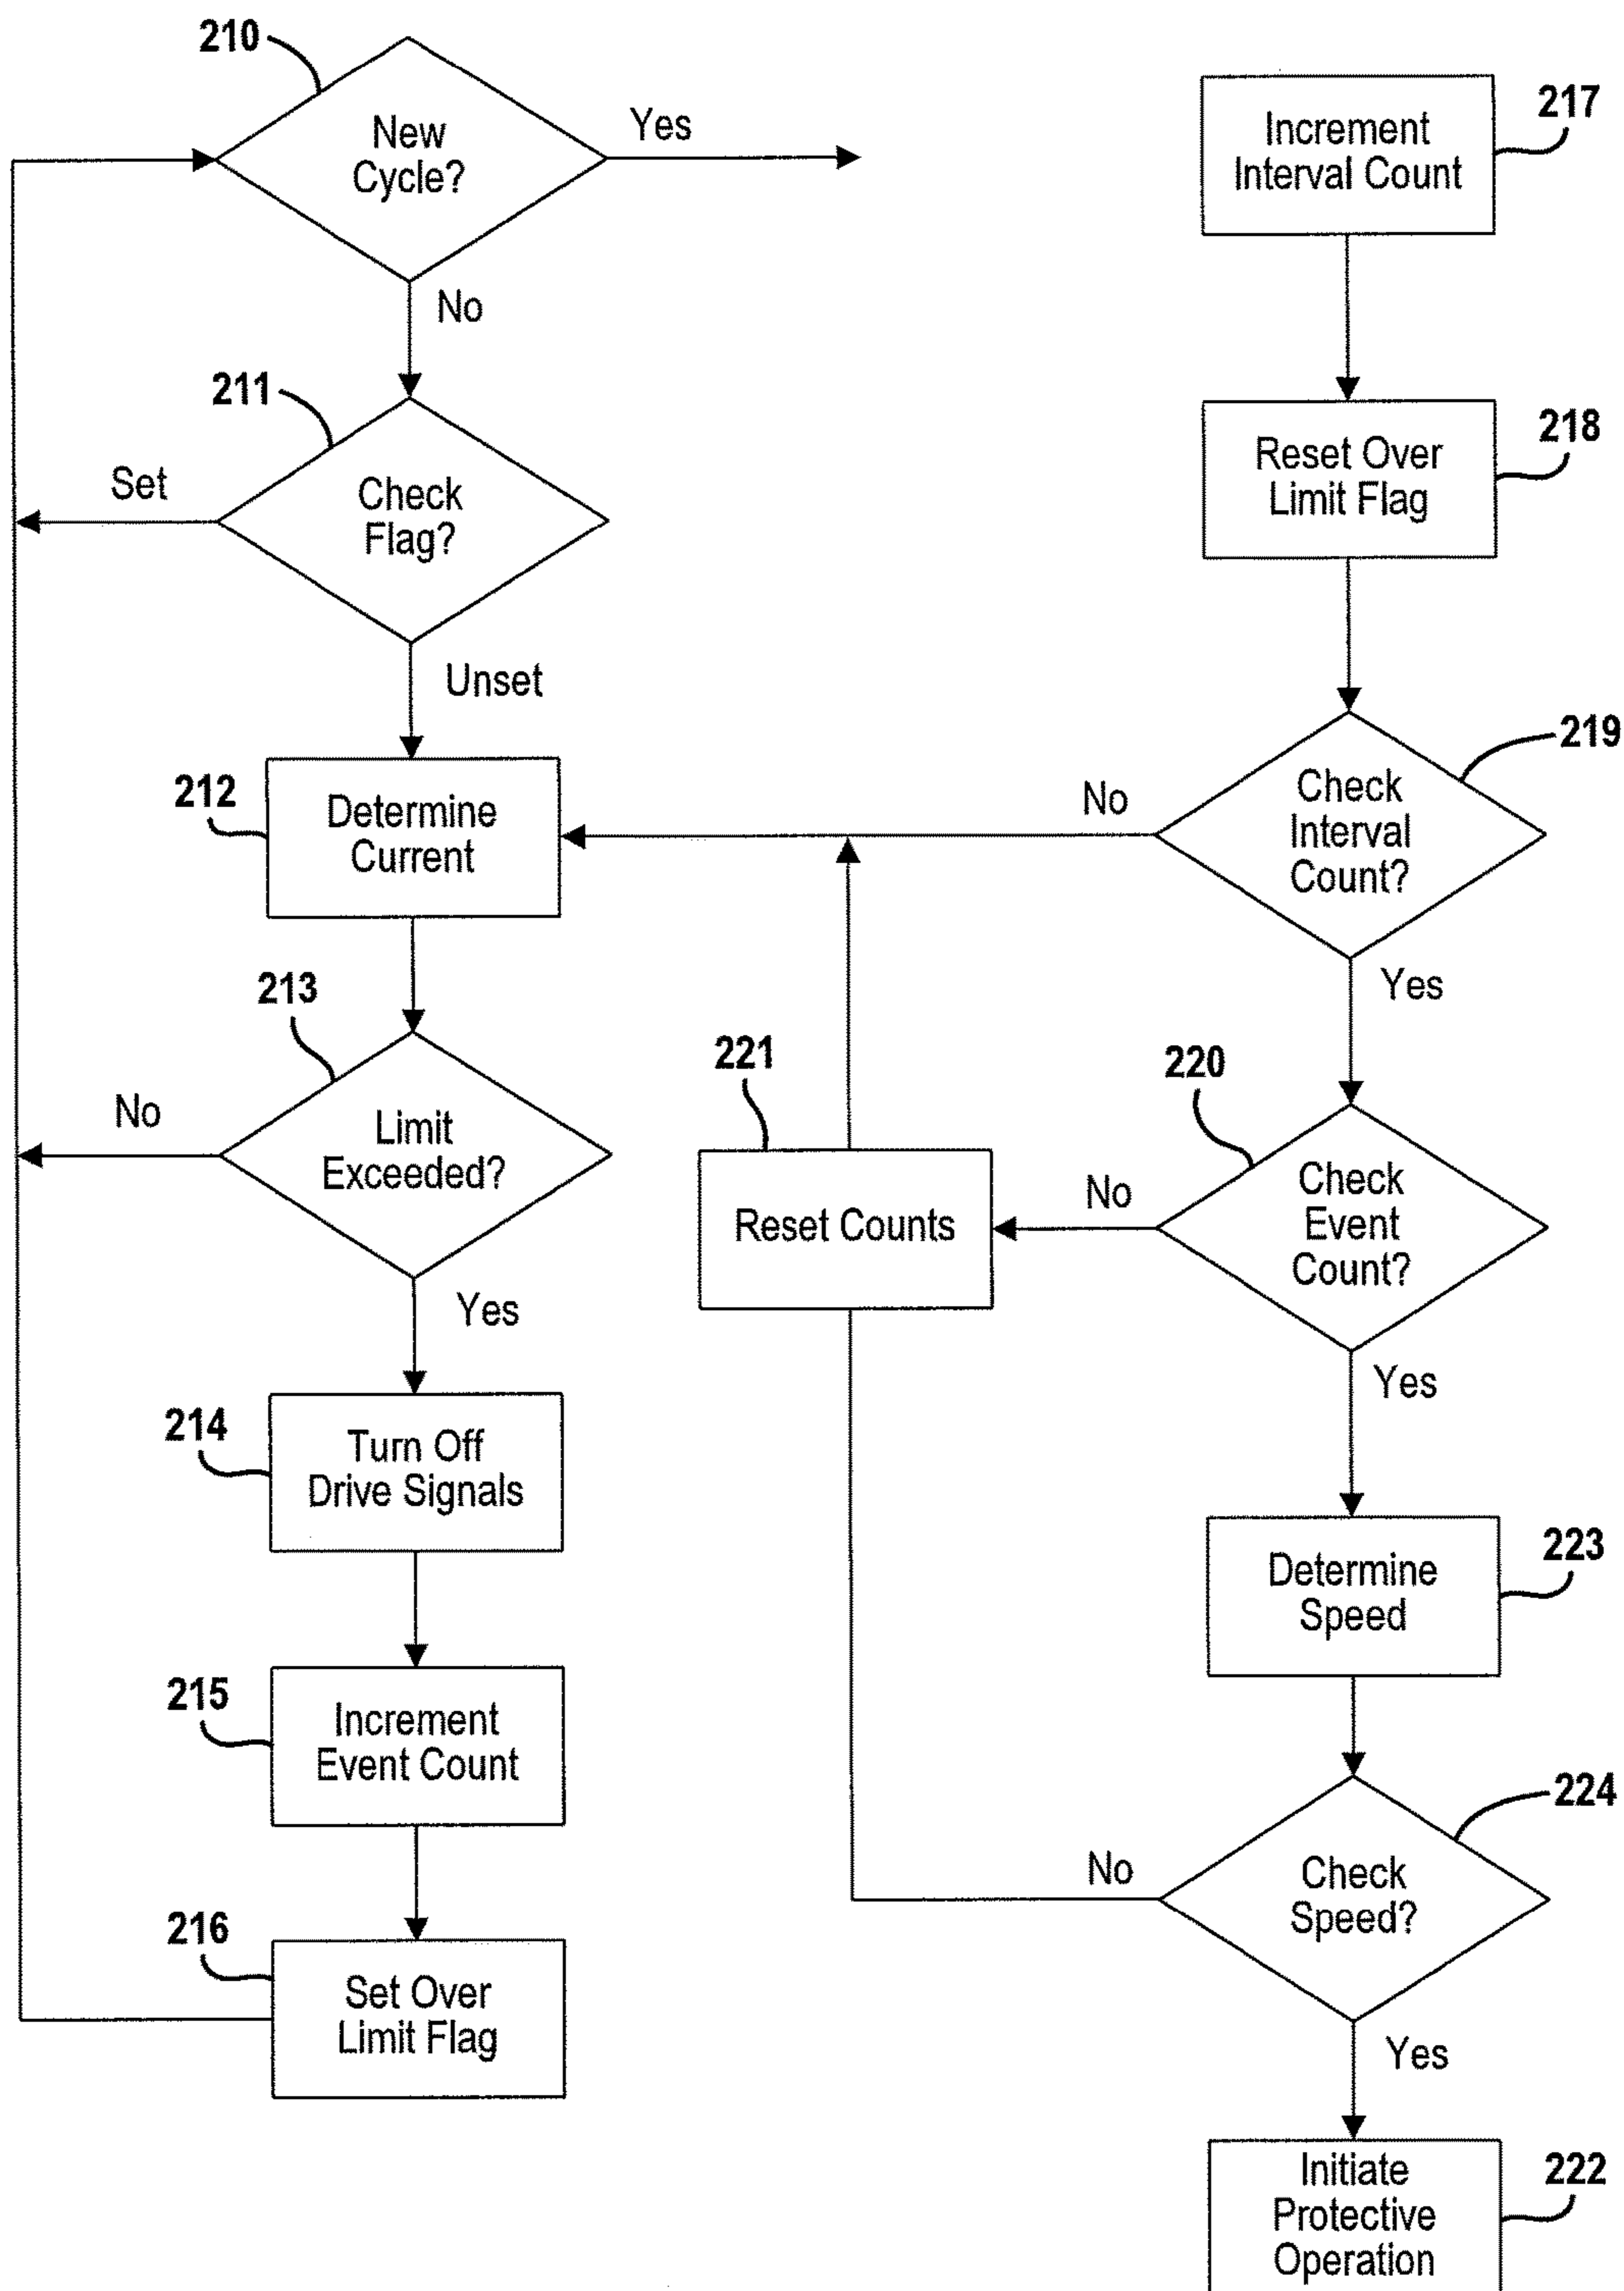 210
New
Cycle?
Yes
No
211
Check
Flag?
Set
Unset
212
Determine
Current
213
Limit
Exceeded?
No
Yes
214
Turn Off
Drive Signals
215
Increment
Event Count
216
Set Over
Limit Flag
217
Increment
Interval Count
218
Reset Over
Limit Flag
219
Check
Interval
Count?
No
Yes
220
Check
Event
Count?
No
Yes
221
Reset Counts
223
Determine
Speed
224
Check
Speed?
No
Yes
222
Initiate
Protective
Operation